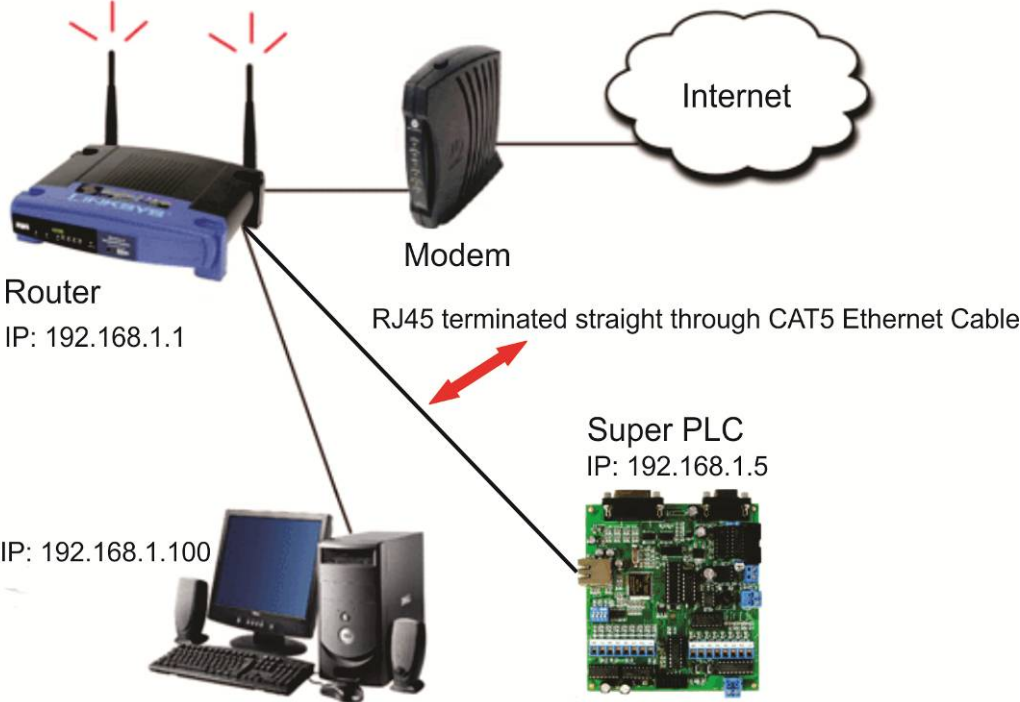 Internet
LINKSYS
Modem
Router
IP: 192.168.1.1
RJ45 terminated straight through CAT5 Ethernet Cable
Super PLC
IP: 192.168.1.5
IP: 192.168.1.100